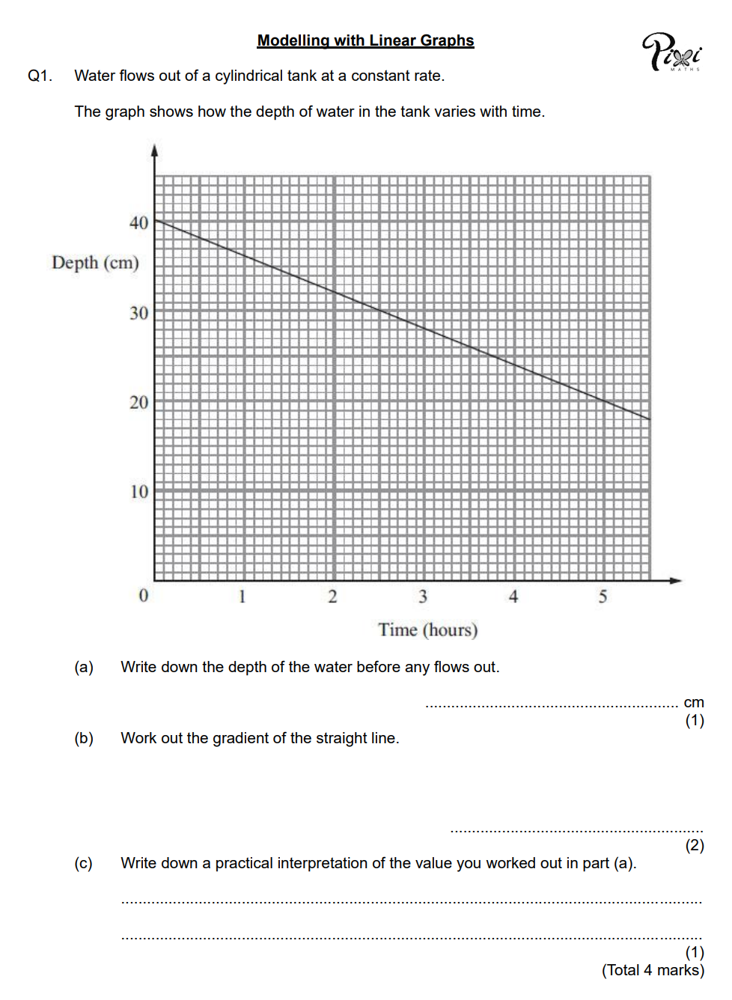 Modelling with Linear Graphs
Pixi
MATHS
Q1. Water flows out of a cylindrical tank at a constant rate.
The graph shows how the depth of water in the tank varies with time.
40
Depth (cm)
30
20
10
0 1 2 3 4 5
Time (hours)
(a) Write down the depth of the water before any flows out.
.......................................................... cm
(1)
(b) Work out the gradient of the straight line.
..........................................................
(2)
(c) Write down a practical interpretation of the value you worked out in part (a).
.....................................................................................................................................
.....................................................................................................................................
(1)
(Total 4 marks)